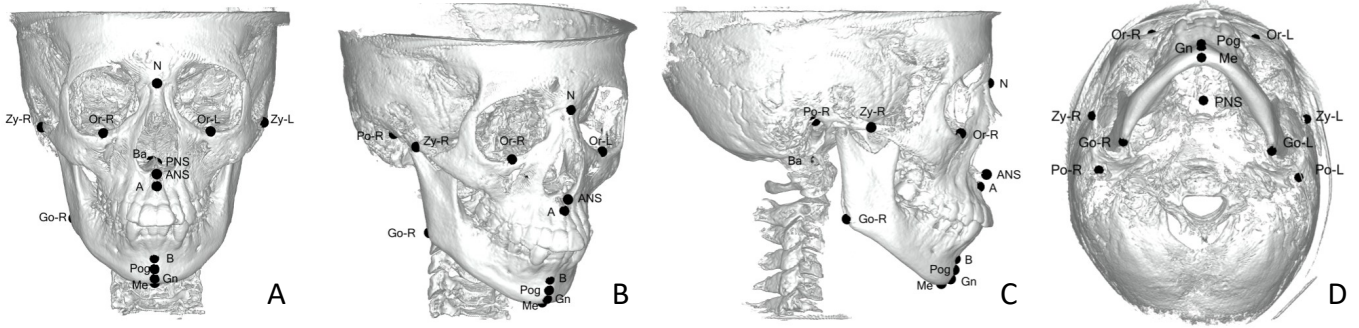 N
Zy-R
Or-R
Or-L
Zy-L
Ba
PNS
ANS
A
Go-R
B
Pog
Gn
Me
A
N
Po-R
Zy-R
Or-R
Or-L
ANS
A
Go-R
B
Pog
Gn
Me
B
N
Po-R
Zy-R
Or-R
Ba
ANS
A
Go-R
B
Pog
Gn
Me
C
Or-R
Or-L
Pog
Gn
Me
PNS
Zy-R
Zy-L
Go-R
Go-L
Po-R
Po-L
D